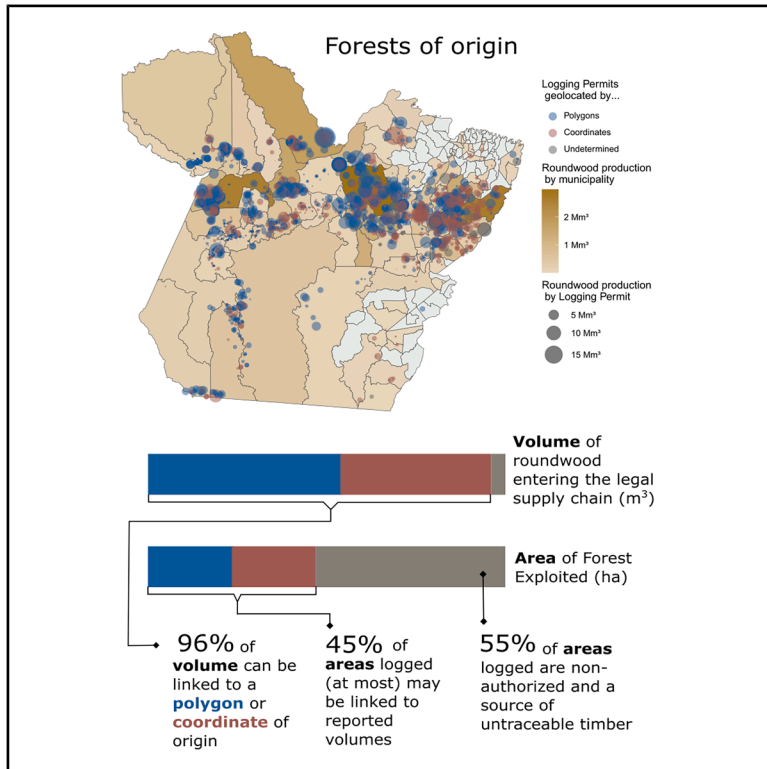 Forests of origin
Logging Permits
geolocated by...
Polygons
Coordinates
Undetermined
Roundwood production
by municipality
2 Mm³
1 Mm³
Roundwood production
by Logging Permit
5 Mm³
10 Mm³
15 Mm³
Volume of
roundwood
entering the legal
supply chain (m³)
Area of Forest
Exploited (ha)
96% of
volume can be
linked to a
polygon or
coordinate of
origin
45% of
areas logged
(at most) may
be linked to
reported
volumes
55% of areas
logged are non-
authorized and a
source of
untraceable timber